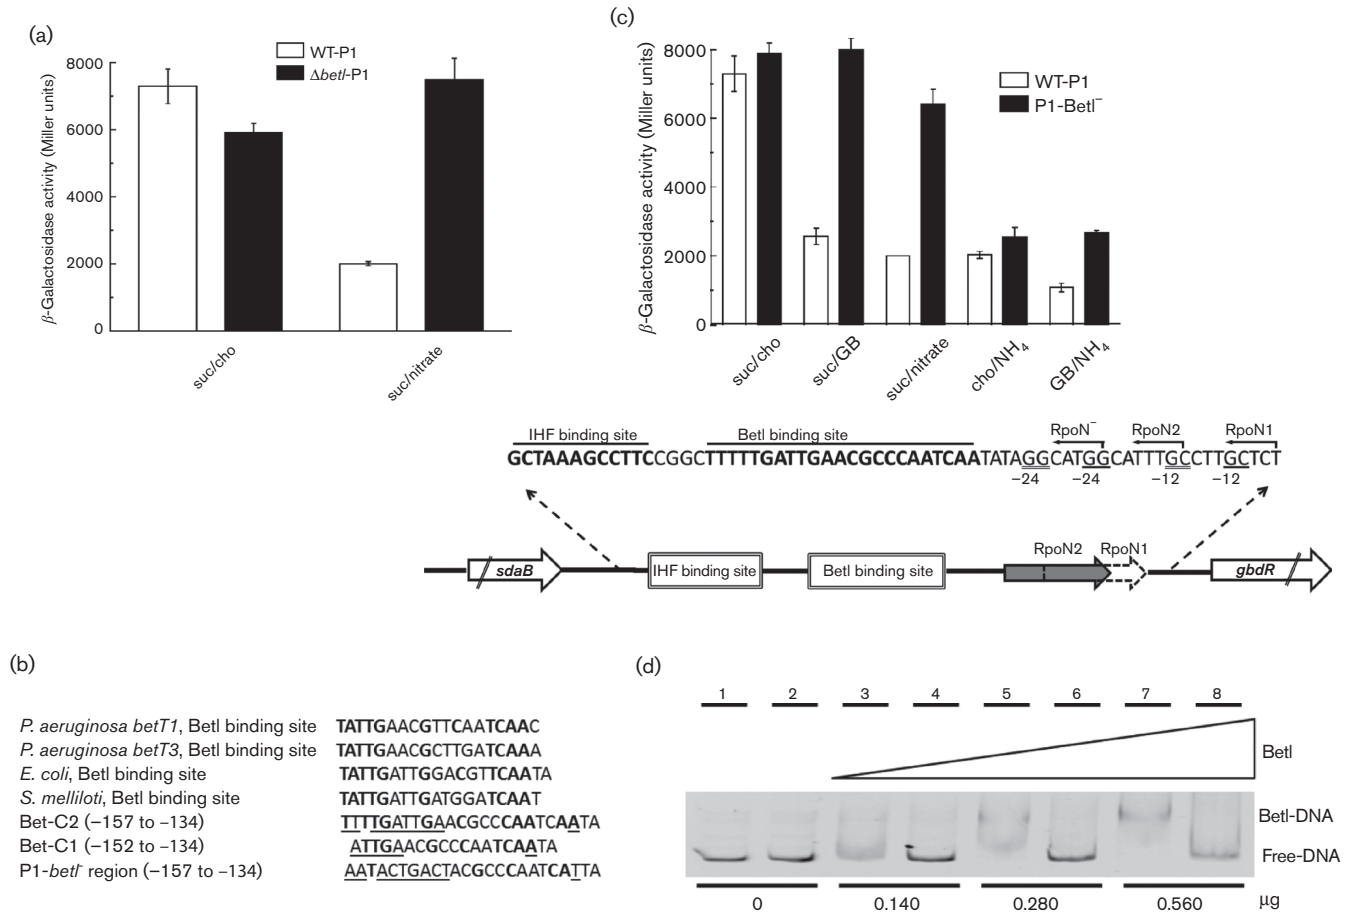 (a)
WT-P1
ΔbetI-P1
β-Galactosidase activity (Miller units)
8000
6000
4000
2000
0
suc/cho
suc/nitrate
(c)
WT-P1
P1-BetI⁻
β-Galactosidase activity (Miller units)
8000
6000
4000
2000
0
suc/cho
suc/GB
suc/nitrate
cho/NH₄
GB/NH₄
IHF binding site BetI binding site RpoN⁻ RpoN2 RpoN1
GCTAAAGCCTTCCGGCTTTTTGATTGAACGCCCAATCAATATAGGCATGGCATTTGCCTTGCTCT
−24 −24 −12 −12
RpoN2 RpoN1
sdaB IHF binding site BetI binding site gbdR
(b)
P. aeruginosa betT1, BetI binding site TATTGAACGTTCAATCAAC
P. aeruginosa betT3, BetI binding site TATTGAACGCTTGATCAAA
E. coli, BetI binding site TATTGATTGGACGTTCAATA
S. melliloti, BetI binding site TATTGATTGATGGATCAAT
Bet-C2 (−157 to −134) TTTTGATTGAACGCCCAATCAATA
Bet-C1 (−152 to −134) ATTGAACGCCCAATCAATA
P1-betI⁻ region (−157 to −134) AATACTGACTACGCCCAATCATTA
(d)
1 2 3 4 5 6 7 8
BetI
BetI-DNA
Free-DNA
0 0.140 0.280 0.560 μg